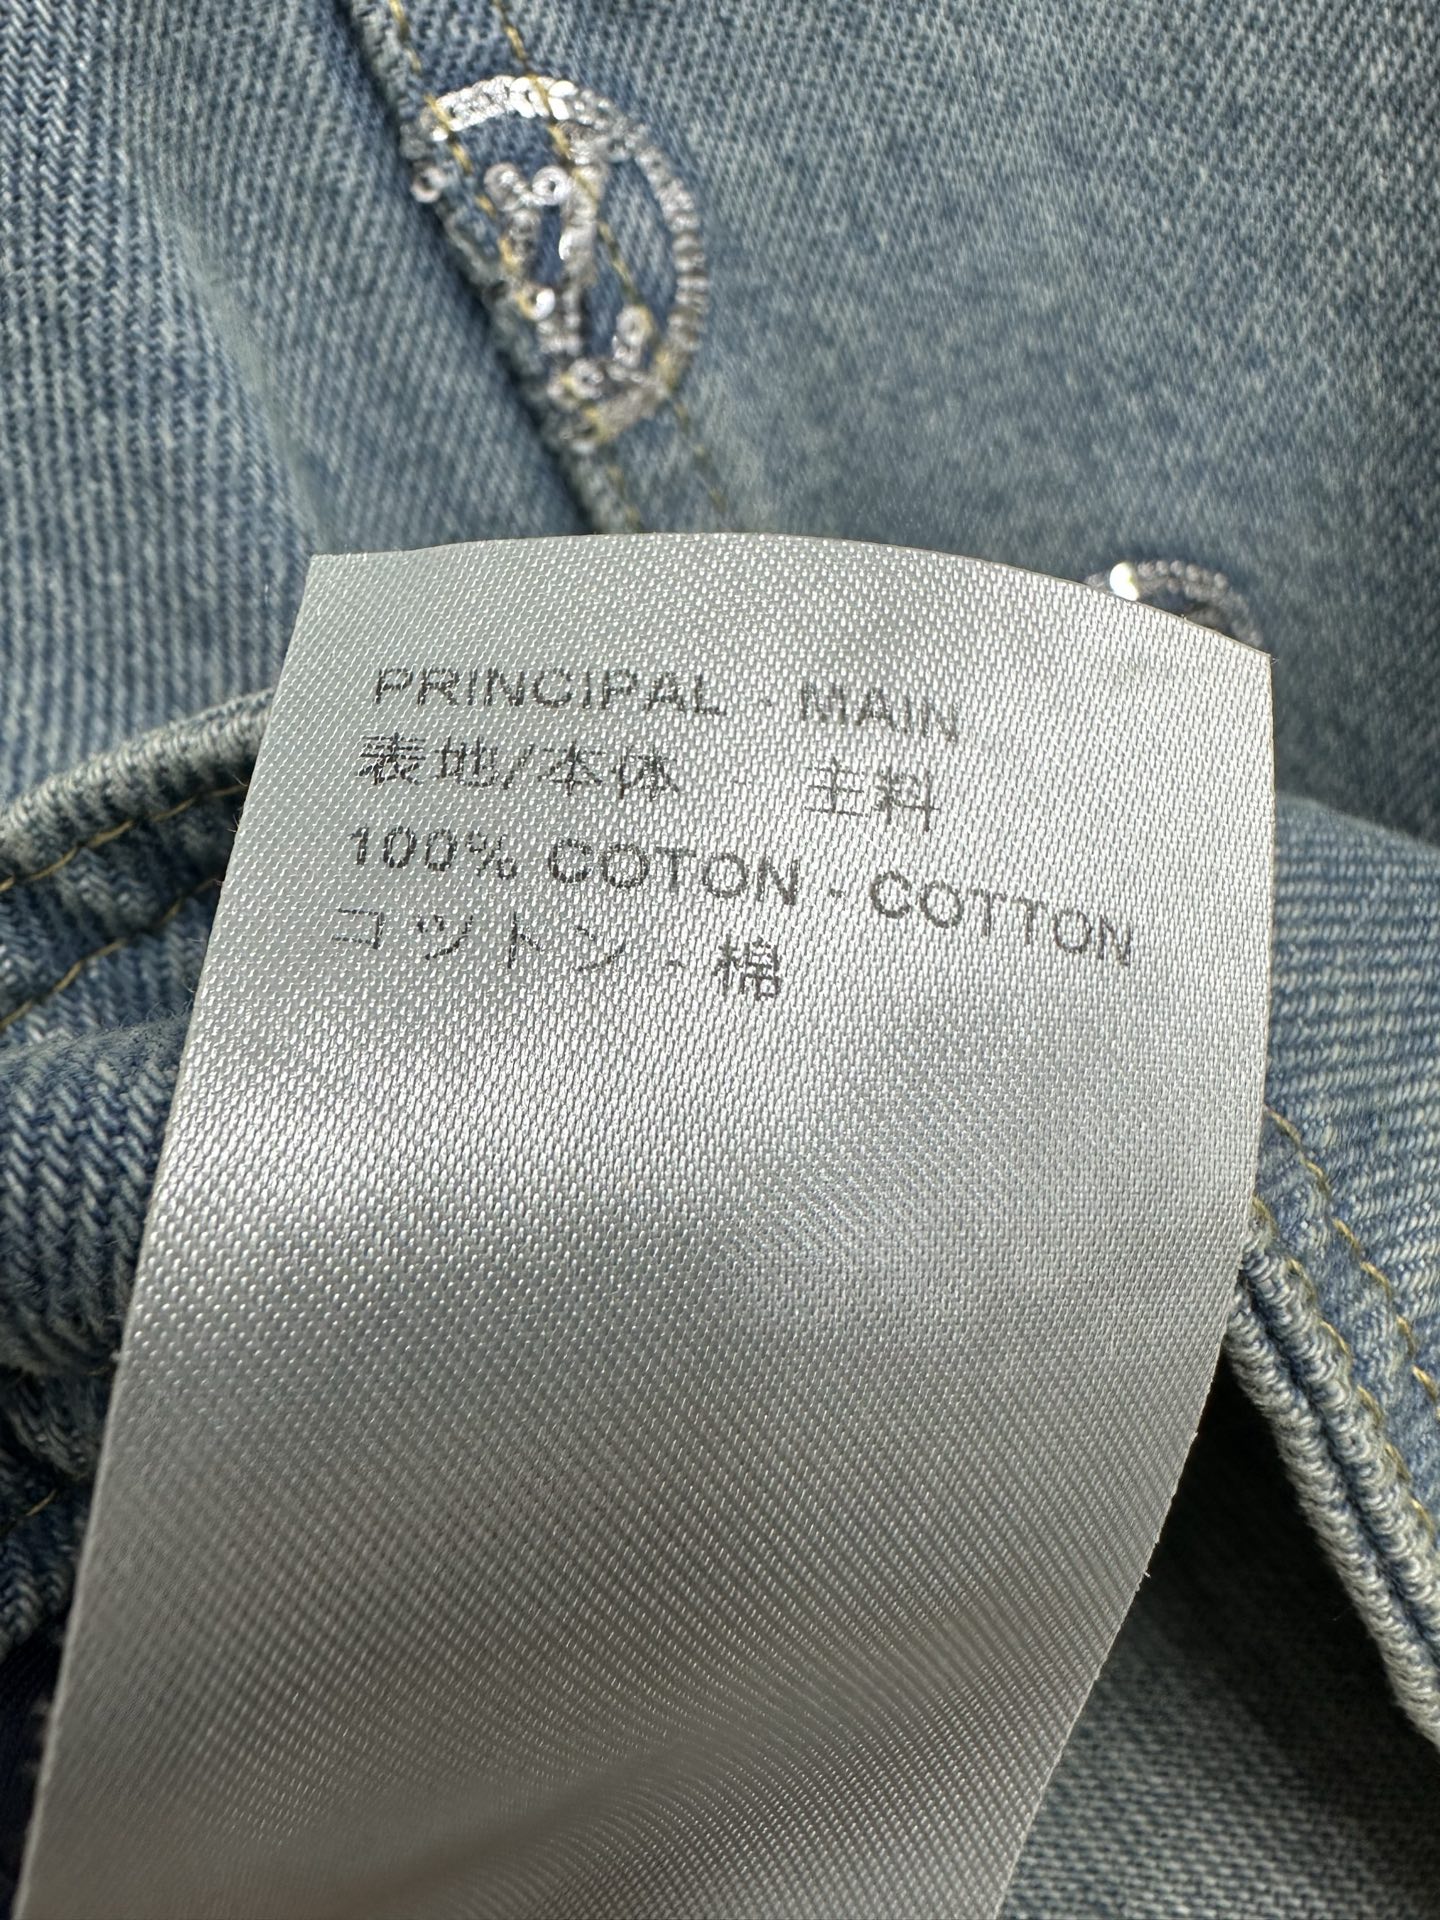 PRINCIPAL - MAIN
表地/本体 - 主料
100% COTON - COTTON
コットン - 棉